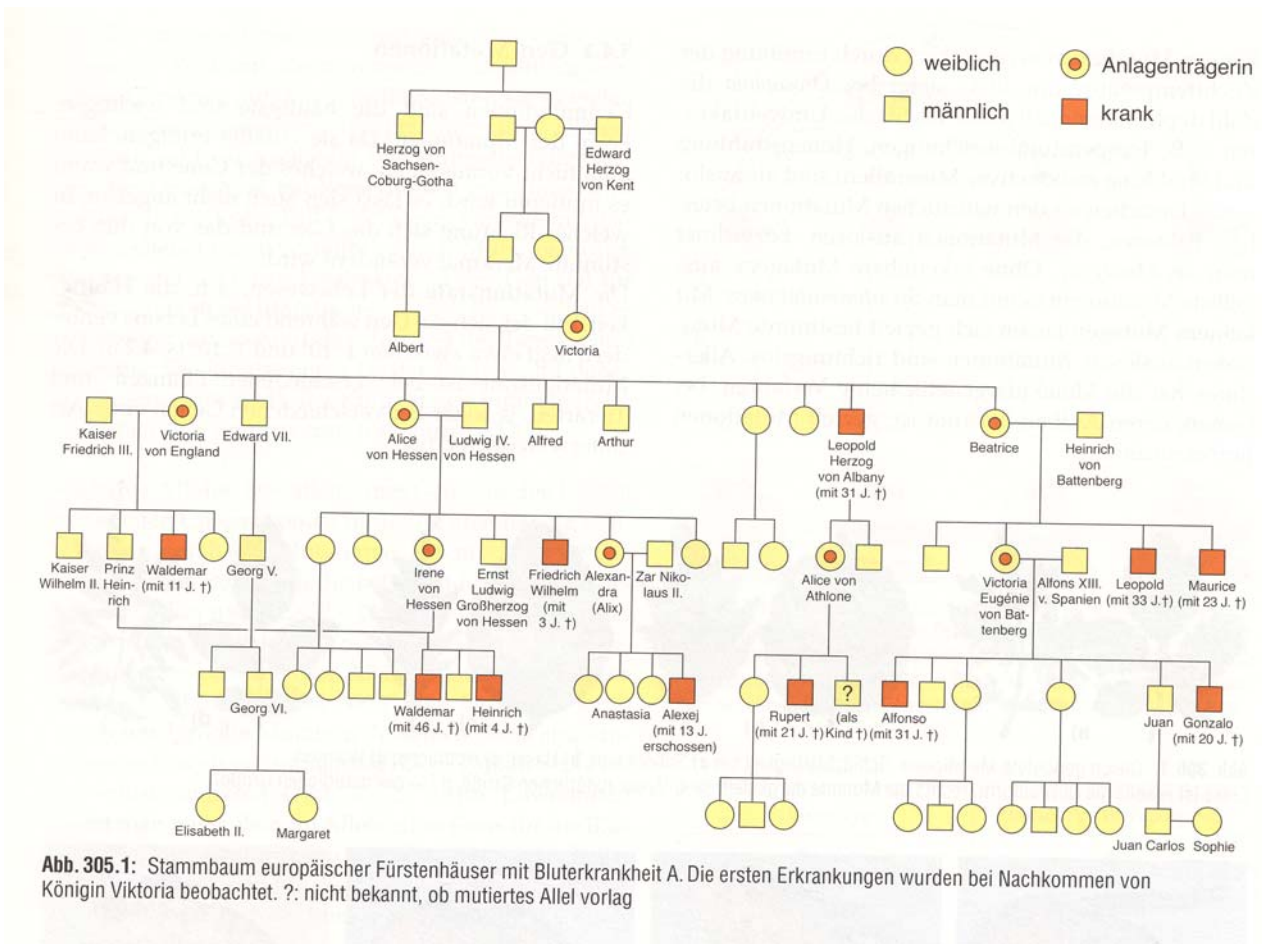 weiblich
Anlagenträgerin
männlich
krank
Herzog von
Sachsen-
Coburg-Gotha
Edward
Herzog
von Kent
Albert
Victoria
Kaiser
Friedrich III.
Victoria
von England
Edward VII.
Alice
von Hessen
Ludwig IV.
von Hessen
Alfred
Arthur
Leopold
Herzog
von Albany
(mit 31 J. †)
Beatrice
Heinrich
von
Battenberg
Kaiser
Wilhelm II.
Prinz
Hein-
rich
Waldemar
(mit 11 J. †)
Georg V.
Irene
von
Hessen
Ernst
Ludwig
Großherzog
von Hessen
Friedrich
Wilhelm
(mit
3 J. †)
Alexan-
dra
(Alix)
Zar Niko-
laus II.
Alice von
Athlone
Victoria
Eugénie
von Bat-
tenberg
Alfons XIII.
v. Spanien
Leopold
(mit 33 J. †)
Maurice
(mit 23 J. †)
Georg VI.
Waldemar
(mit 46 J. †)
Heinrich
(mit 4 J. †)
Anastasia
Alexej
(mit 13 J.
erschossen)
Rupert
(mit 21 J. †)
?
(als
Kind †)
Alfonso
(mit 31 J. †)
Juan
Gonzalo
(mit 20 J. †)
Elisabeth II.
Margaret
Juan Carlos
Sophie
Abb. 305.1: Stammbaum europäischer Fürstenhäuser mit Bluterkrankheit A. Die ersten Erkrankungen wurden bei Nachkommen von
Königin Viktoria beobachtet. ?: nicht bekannt, ob mutiertes Allel vorlag